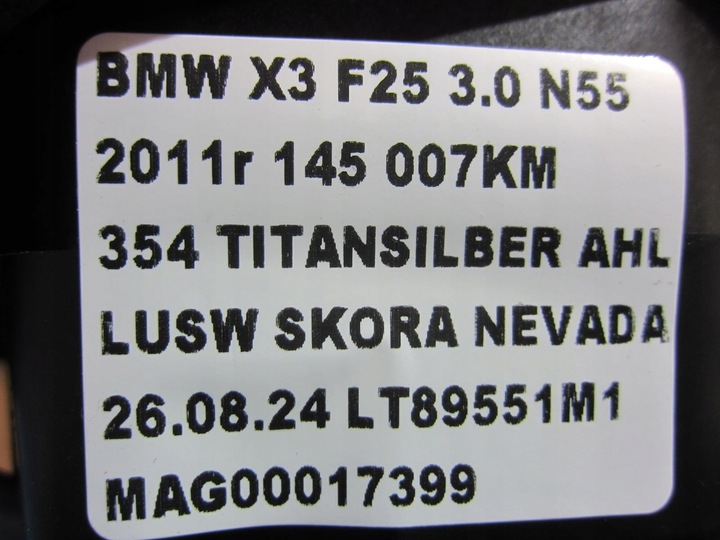 BMW X3 F25 3.0 N55
2011r 145 007KM
354 TITANSILBER AHL
LUSW SKORA NEVADA
26.08.24 LT89551M1
MAG00017399